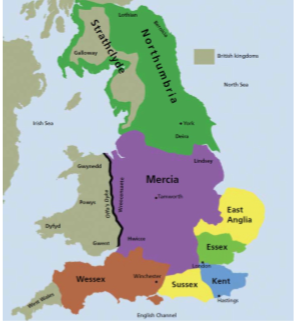 Lothian
Bernicia
Strathclyde
Northumbria
Galloway
British kingdoms
North Sea
Irish Sea
York
Deira
Lindsey
Gwynedd
Mercia
Tamworth
Powys
Offa's Dyke
East
Anglia
Dyfed
Gwent
Hwicce
Essex
London
Wessex
Winchester
Sussex
Kent
West Wales
Hastings
English Channel